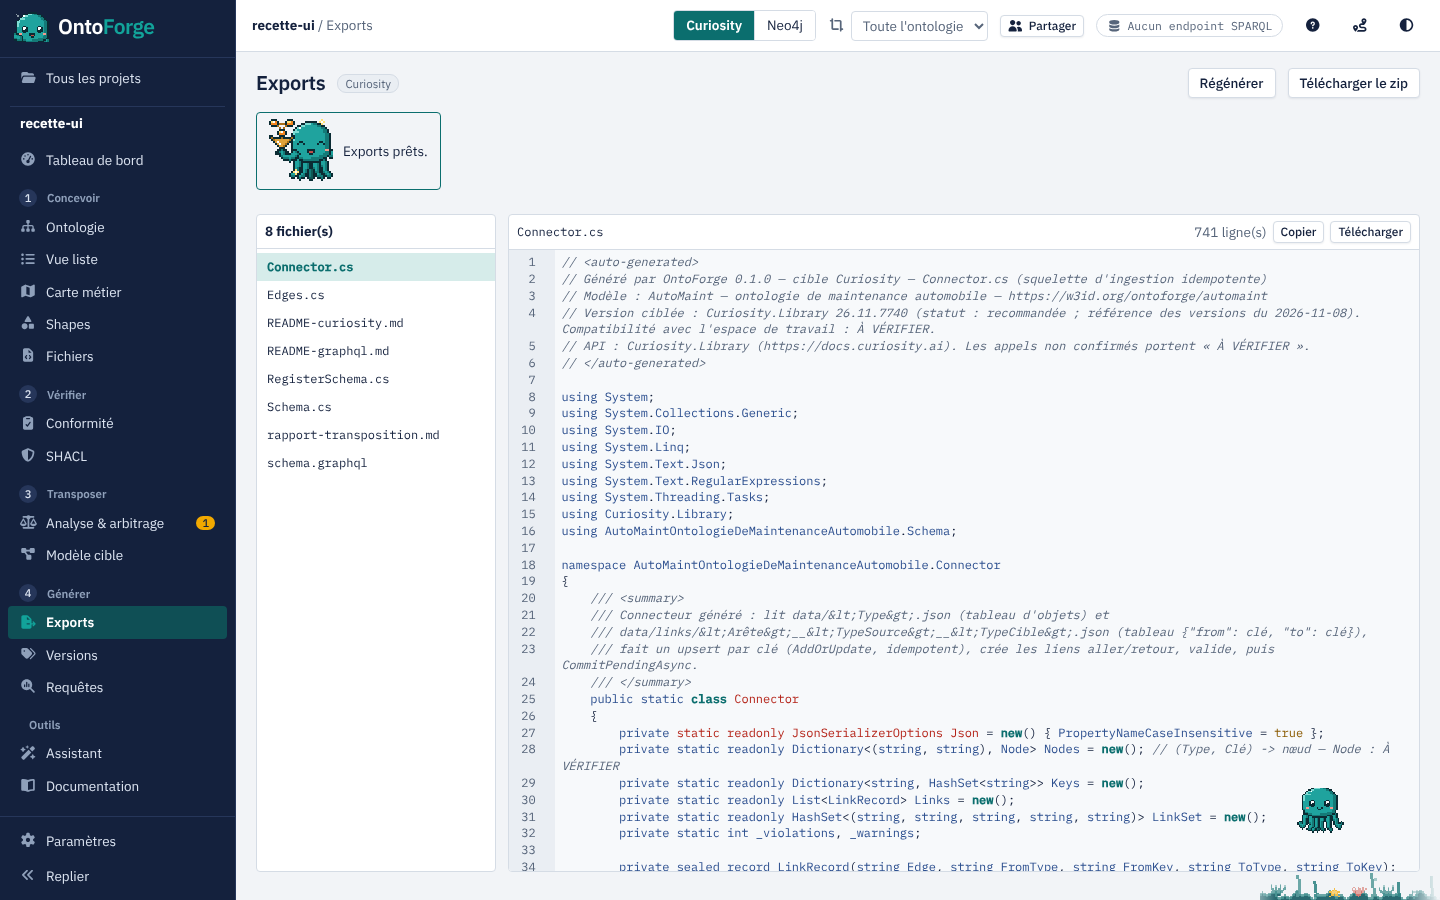 OntoForge
Tous les projets
recette-ui
Tableau de bord
1 Concevoir
Ontologie
Vue liste
Carte métier
Shapes
Fichiers
2 Vérifier
Conformité
SHACL
3 Transposer
Analyse & arbitrage 1
Modèle cible
4 Générer
Exports
Versions
Requêtes
Outils
Assistant
Documentation
Paramètres
Replier
recette-ui / Exports
Curiosity Neo4j Toute l'ontologie Partager Aucun endpoint SPARQL
Exports Curiosity
Régénérer Télécharger le zip
Exports prêts.
8 fichier(s)
Connector.cs
Edges.cs
README-curiosity.md
README-graphql.md
RegisterSchema.cs
Schema.cs
rapport-transposition.md
schema.graphql
Connector.cs 741 ligne(s) Copier Télécharger
1 // <auto-generated>
2 // Généré par OntoForge 0.1.0 — cible Curiosity — Connector.cs (squelette d'ingestion idempotente)
3 // Modèle : AutoMaint — ontologie de maintenance automobile — https://w3id.org/ontoforge/automaint
4 // Version ciblée : Curiosity.Library 26.11.7740 (statut : recommandée ; référence des versions du 2026-11-08).
Compatibilité avec l'espace de travail : À VÉRIFIER.
5 // API : Curiosity.Library (https://docs.curiosity.ai). Les appels non confirmés portent « À VÉRIFIER ».
6 // </auto-generated>
7
8 using System;
9 using System.Collections.Generic;
10 using System.IO;
11 using System.Linq;
12 using System.Text.Json;
13 using System.Text.RegularExpressions;
14 using System.Threading.Tasks;
15 using Curiosity.Library;
16 using AutoMaintOntologieDeMaintenanceAutomobile.Schema;
17
18 namespace AutoMaintOntologieDeMaintenanceAutomobile.Connector
19 {
20 /// <summary>
21 /// Connecteur généré : lit data/&lt;Type&gt;.json (tableau d'objets) et
22 /// data/links/&lt;Arête&gt;__&lt;TypeSource&gt;__&lt;TypeCible&gt;.json (tableau {"from": clé, "to": clé}),
23 /// fait un upsert par clé (AddOrUpdate, idempotent), crée les liens aller/retour, valide, puis
CommitPendingAsync.
24 /// </summary>
25 public static class Connector
26 {
27 private static readonly JsonSerializerOptions Json = new() { PropertyNameCaseInsensitive = true };
28 private static readonly Dictionary<(string, string), Node> Nodes = new(); // (Type, Clé) -> nœud — Node : À
VÉRIFIER
29 private static readonly Dictionary<string, HashSet<string>> Keys = new();
30 private static readonly List<LinkRecord> Links = new();
31 private static readonly HashSet<(string, string, string, string, string)> LinkSet = new();
32 private static int _violations, _warnings;
33
34 private sealed record LinkRecord(string Edge, string FromType, string FromKey, string ToType, string ToKey);